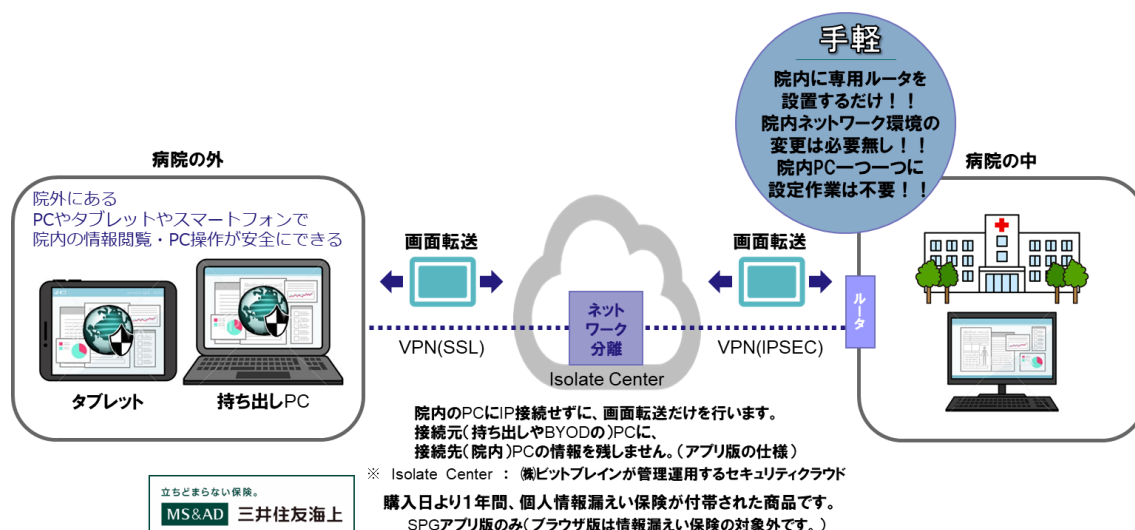 手軽
院内に専用ルータを
設置するだけ！！
院内ネットワーク環境の
変更は必要無し！！
院内PC一つ一つに
設定作業は不要！！
病院の外
院外にある
PCやタブレットやスマートフォンで
院内の情報閲覧・PC操作が安全にできる
タブレット
持ち出しPC
画面転送
VPN(SSL)
ネット
ワーク
分離
Isolate Center
画面転送
VPN(IPSEC)
病院の中
ルータ
院内のPCにIP接続せずに、画面転送だけを行います。
接続元(持ち出しやBYODの)PCに、
接続先(院内)PCの情報を残しません。(アプリ版の仕様)
※ Isolate Center : ㈱ビットブレインが管理運用するセキュリティクラウド
立ちどまらない保険。
MS&AD 三井住友海上
購入日より1年間、個人情報漏えい保険が付帯された商品です。
SPGアプリ版のみ(ブラウザ版は情報漏えい保険の対象外です。)